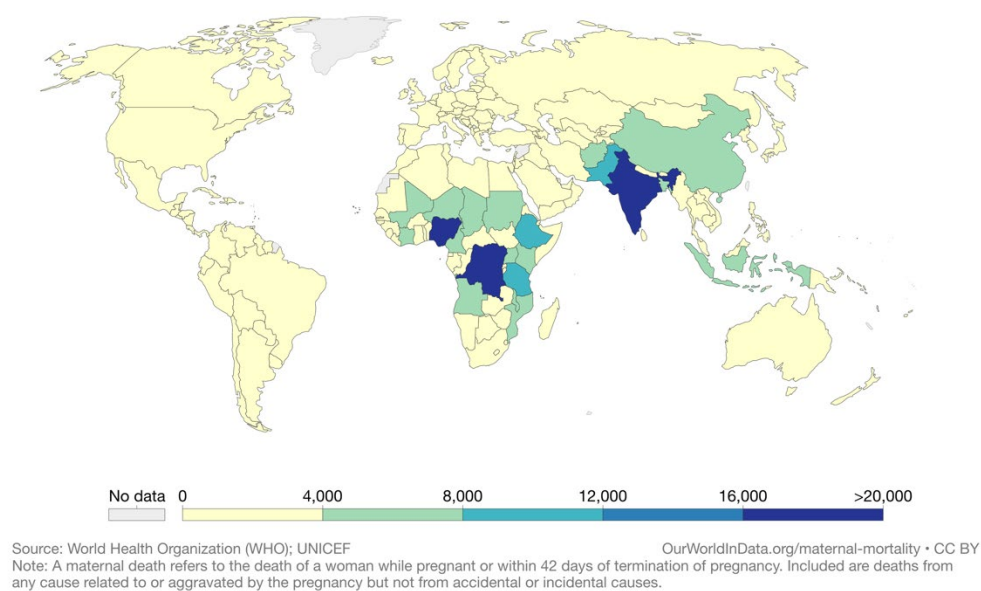 No data 0 4,000 8,000 12,000 16,000 >20,000
Source: World Health Organization (WHO); UNICEF OurWorldInData.org/maternal-mortality • CC BY
Note: A maternal death refers to the death of a woman while pregnant or within 42 days of termination of pregnancy. Included are deaths from
any cause related to or aggravated by the pregnancy but not from accidental or incidental causes.